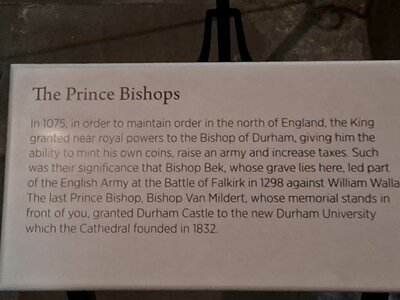 The Prince Bishops
In 1075, in order to maintain order in the north of England, the King
granted near royal powers to the Bishop of Durham, giving him the
ability to mint his own coins, raise an army and increase taxes. Such
was their significance that Bishop Bek, whose grave lies here, led part
of the English Army at the Battle of Falkirk in 1298 against William Walla
The last Prince Bishop, Bishop Van Mildert, whose memorial stands in
front of you, granted Durham Castle to the new Durham University
which the Cathedral founded in 1832.